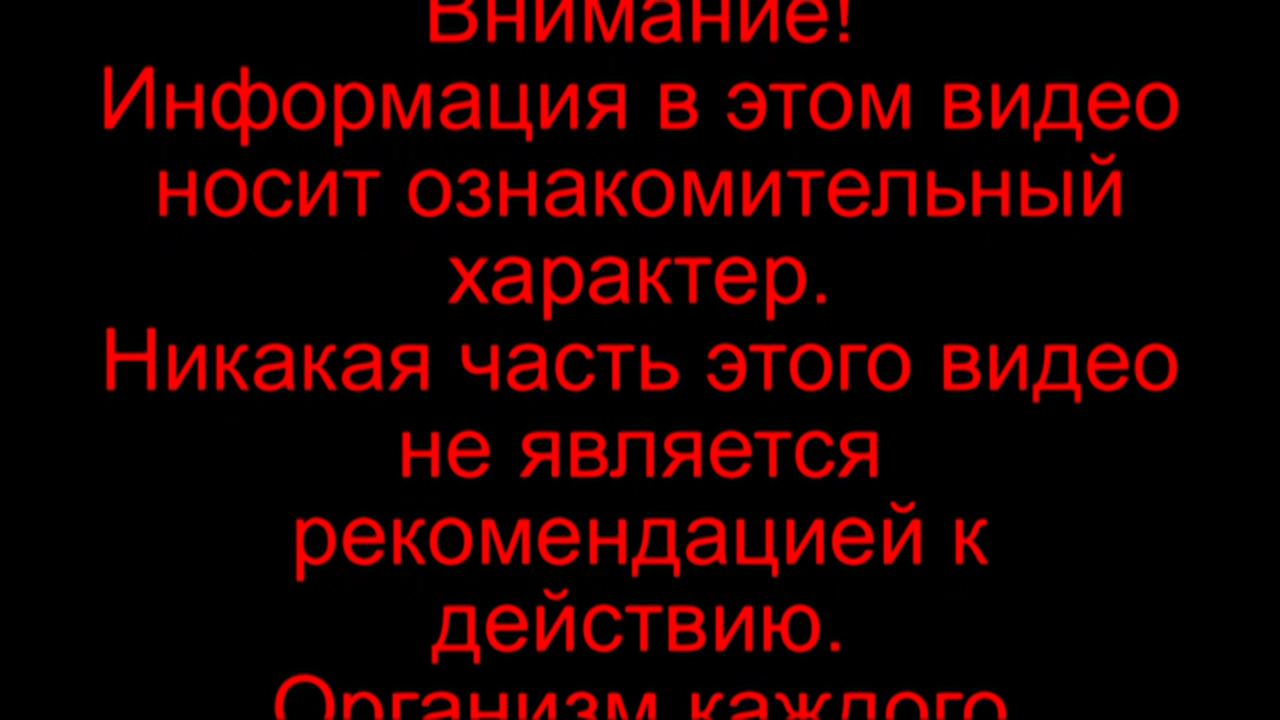 Внимание!
Информация в этом видео
носит ознакомительный
характер.
Никакая часть этого видео
не является
рекомендацией к
действию.
Организм каждого